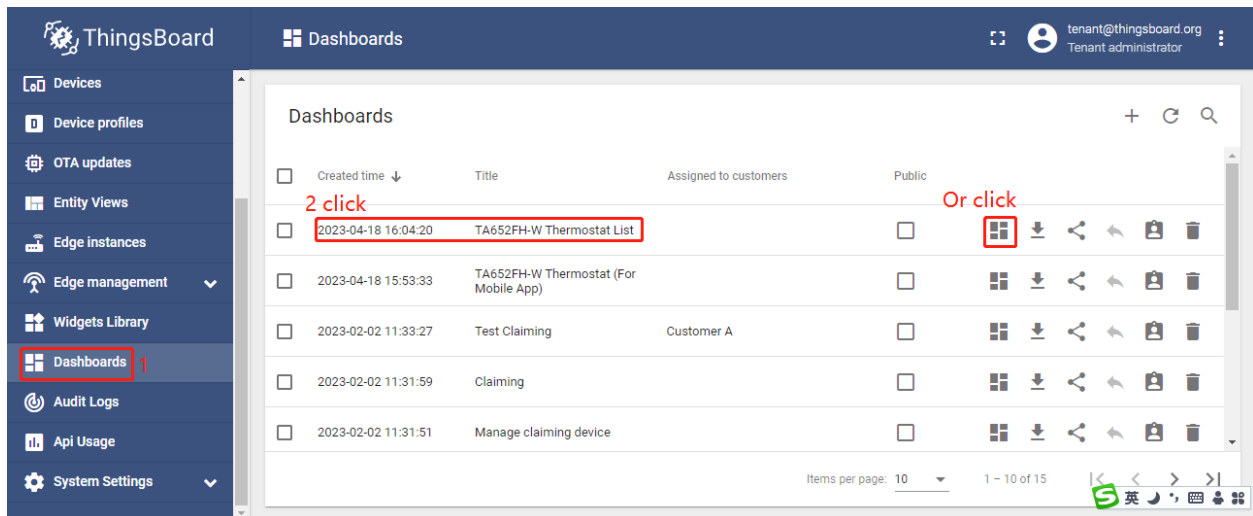 ThingsBoard
Dashboards
tenant@thingsboard.org
Tenant administrator
Devices
Device profiles
OTA updates
Entity Views
Edge instances
Edge management
Widgets Library
Dashboards 1
Audit Logs
Api Usage
System Settings
Dashboards
Created time Title Assigned to customers Public
2 click Or click
2023-04-18 16:04:20 TA652FH-W Thermostat List
2023-04-18 15:53:33 TA652FH-W Thermostat (For
Mobile App)
2023-02-02 11:33:27 Test Claiming Customer A
2023-02-02 11:31:59 Claiming
2023-02-02 11:31:51 Manage claiming device
Items per page: 10 1 – 10 of 15
英